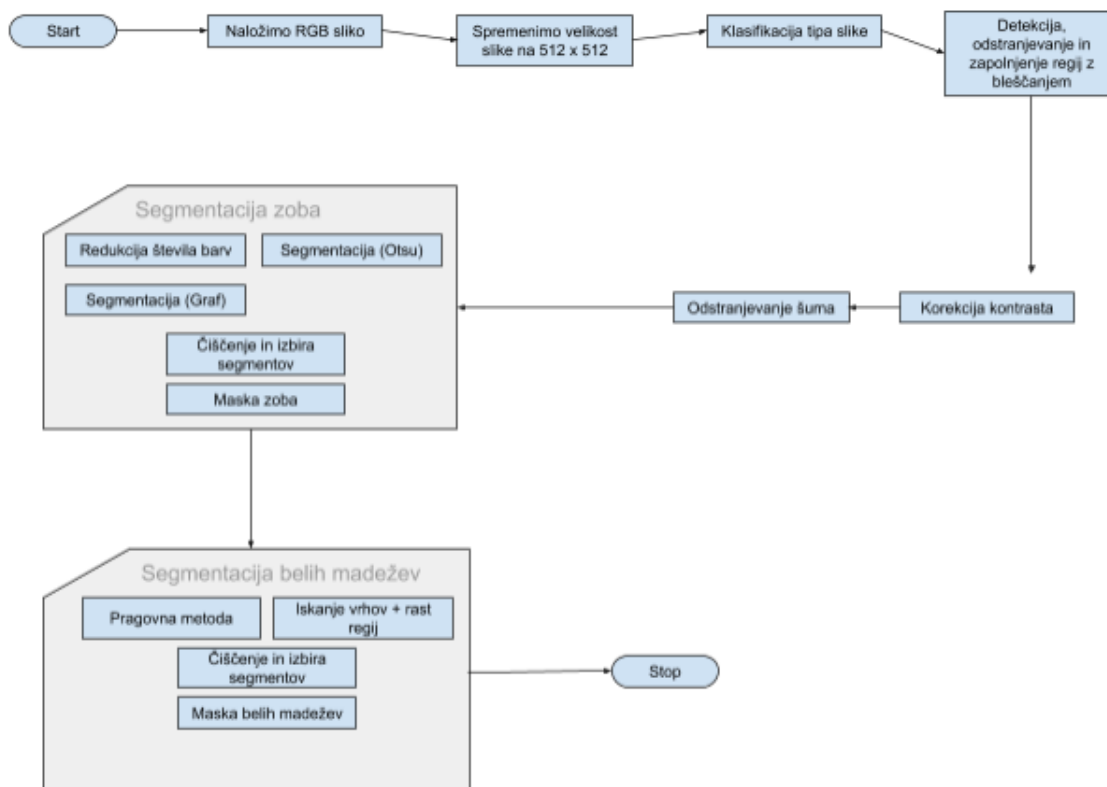 Start
Naložimo RGB sliko
Spremenimo velikost
slike na 512 x 512
Klasifikacija tipa slike
Detekcija,
odstranjevanje in
zapolnjenje regij z
bleščanjem
Korekcija kontrasta
Odstranjevanje šuma
Segmentacija zoba
Redukcija števila barv
Segmentacija (Otsu)
Segmentacija (Graf)
Čiščenje in izbira
segmentov
Maska zoba
Segmentacija belih madežev
Pragovna metoda
Iskanje vrhov + rast
regij
Čiščenje in izbira
segmentov
Maska belih madežev
Stop